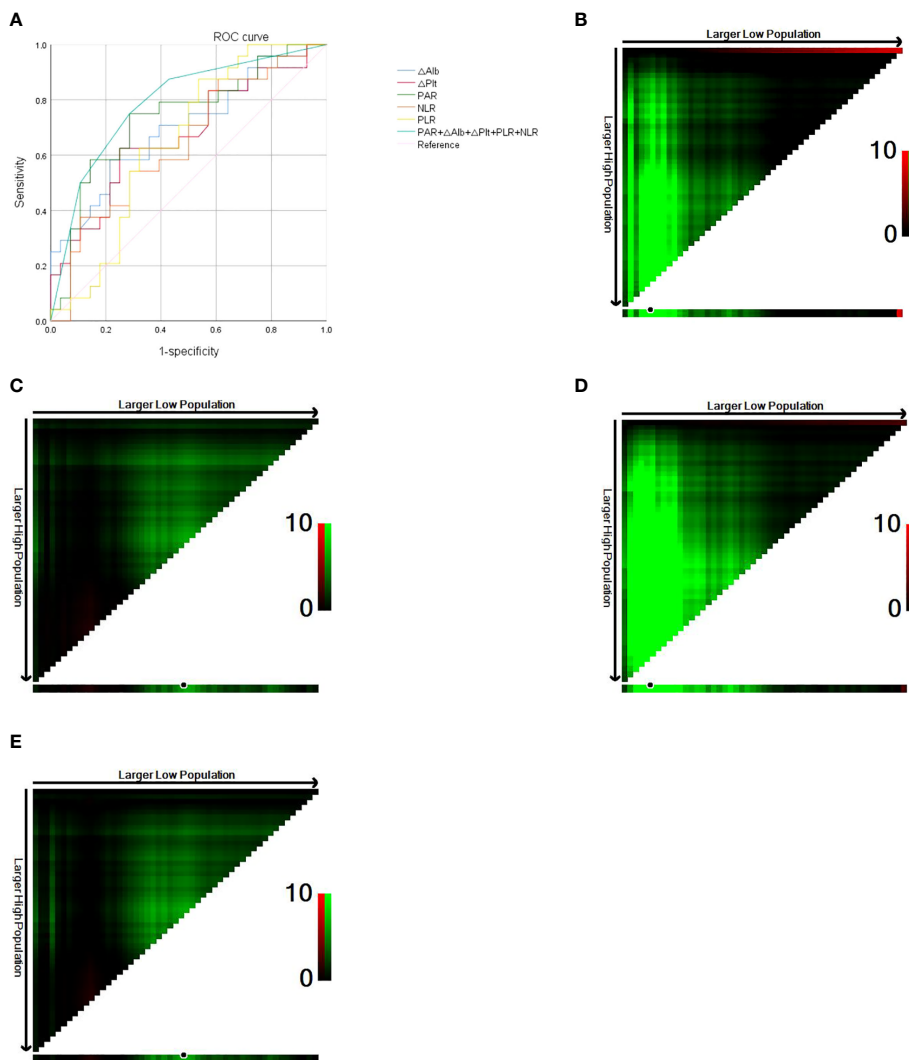 A
ROC curve
1.0
0.8
0.6
0.4
0.2
0.0
0.0
0.2
0.4
0.6
0.8
1.0
Sensitivity
1-specificity
△Alb
△Plt
PAR
NLR
PLR
PAR+△Alb+△Plt+PLR+NLR
Reference
B
Larger Low Population
Larger High Population
10
0
C
Larger Low Population
Larger High Population
10
0
D
Larger Low Population
Larger High Population
10
0
E
Larger Low Population
Larger High Population
10
0